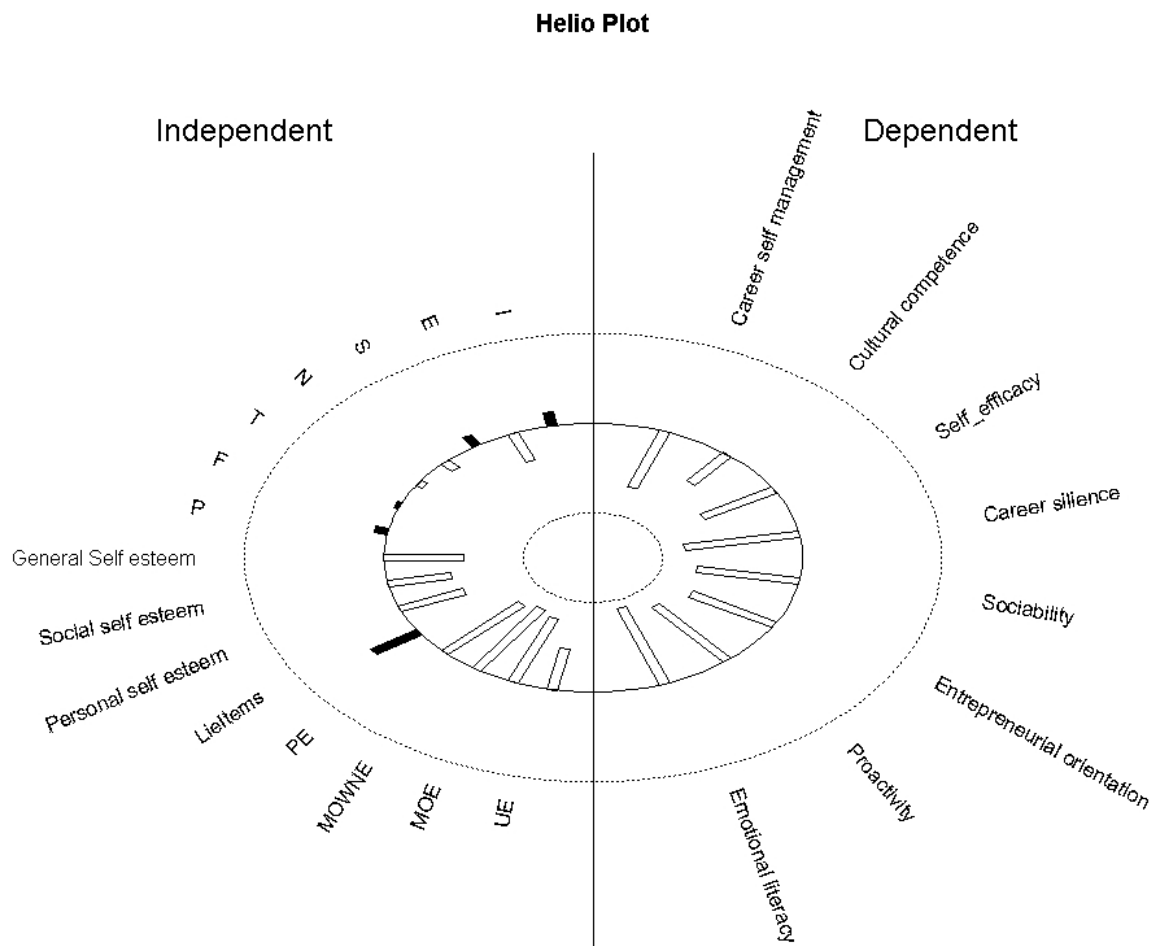 Helio Plot
Independent
Dependent
I
E
S
N
T
F
P
General Self esteem
Social self esteem
Personal self esteem
LieItems
PE
MOWNE
MOE
UE
Career self management
Cultural competence
Self_efficacy
Career silience
Sociability
Entrepreneurial orientation
Proactivity
Emotional literacy